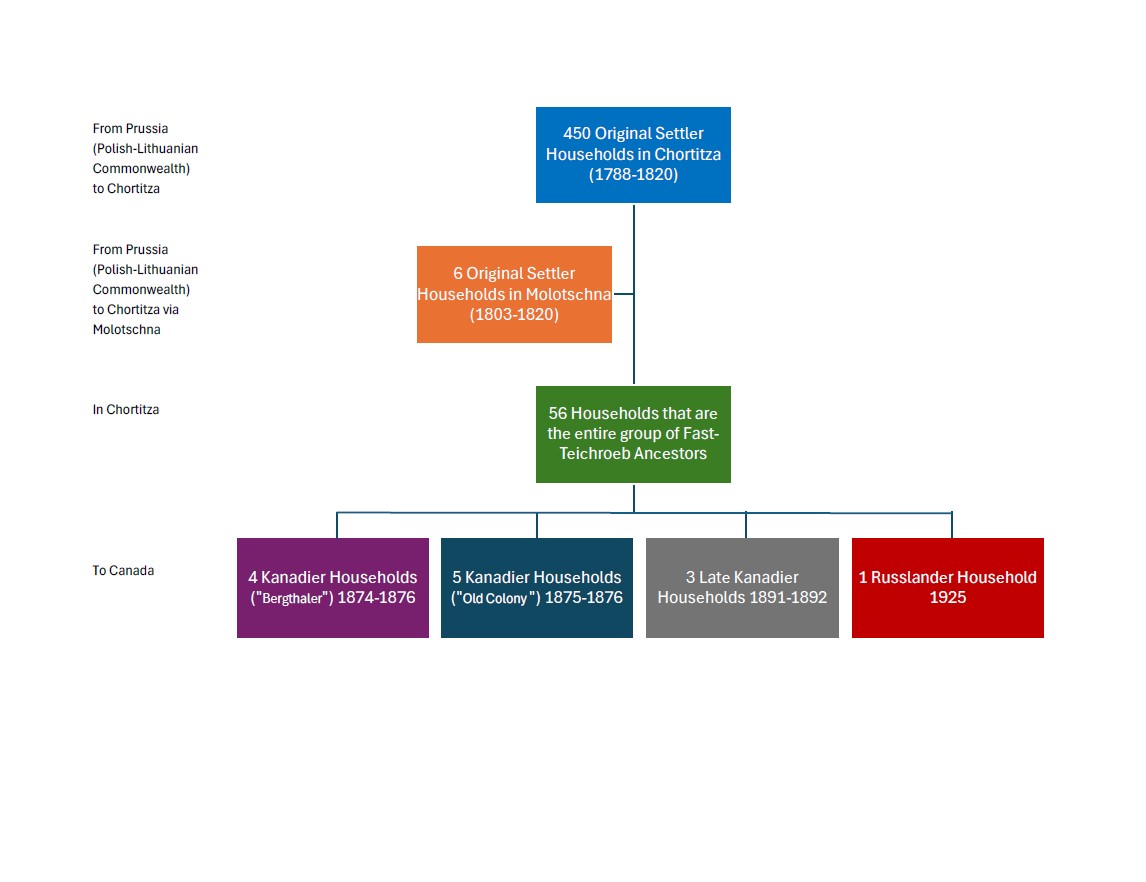 From Prussia
(Polish-Lithuanian
Commonwealth)
to Chortitza
450 Original Settler
Households in Chortitza
(1788-1820)
From Prussia
(Polish-Lithuanian
Commonwealth)
to Chortitza via
Molotschna
6 Original Settler
Households in Molotschna
(1803-1820)
In Chortitza
56 Households that are
the entire group of Fast-
Teichroeb Ancestors
To Canada
4 Kanadier Households
("Bergthaler") 1874-1876
5 Kanadier Households
("Old Colony") 1875-1876
3 Late Kanadier
Households 1891-1892
1 Russlander Household
1925